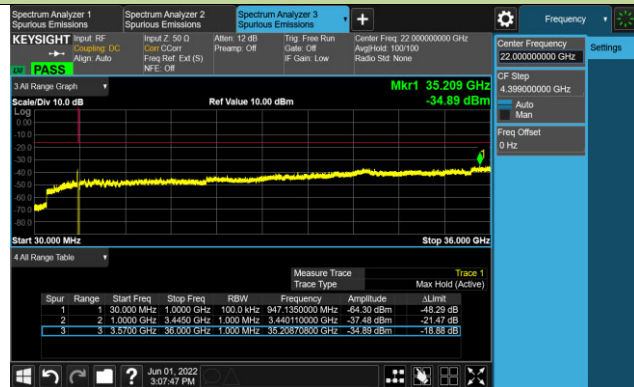 Spectrum Analyzer 1
Spurious Emissions
Spectrum Analyzer 2
Spurious Emissions
Spectrum Analyzer 3
Spurious Emissions
Frequency
KEYSIGHT
Input: RF
Coupling: DC
Align: Auto
Input Z: 50 Ω
Corr CCorr
Freq Ref: Ext (S)
NFE: Off
Atten: 12 dB
Preamp: Off
Trig: Free Run
Gate: Off
IF Gain: Low
Center Freq: 22.000000000 GHz
Avg|Hold: 100/100
Radio Std: None
PASS
Center Frequency
22.000000000 GHz
Settings
CF Step
4.399000000 GHz
Auto
Man
Freq Offset
0 Hz
3 All Range Graph
Mkr1 35.209 GHz
Scale/Div 10.0 dB
Ref Value 10.00 dBm
-34.89 dBm
Log
0.00
-10.0
-20.0
-30.0
-40.0
-50.0
-60.0
-70.0
-80.0
1
Start 30.000 MHz
Stop 36.000 GHz
4 All Range Table
Measure Trace Trace 1
Trace Type Max Hold (Active)
Spur Range Start Freq Stop Freq RBW Frequency Amplitude ΔLimit
1 1 30.000 MHz 1.0000 GHz 100.0 kHz 947.1350000 MHz -64.30 dBm -48.29 dB
2 2 1.0000 GHz 3.4450 GHz 1.000 MHz 3.440110000 GHz -37.48 dBm -21.47 dB
3 3 3.5700 GHz 36.000 GHz 1.000 MHz 35.20870800 GHz -34.89 dBm -18.88 dB
?
Jun 01, 2022
3:07:47 PM